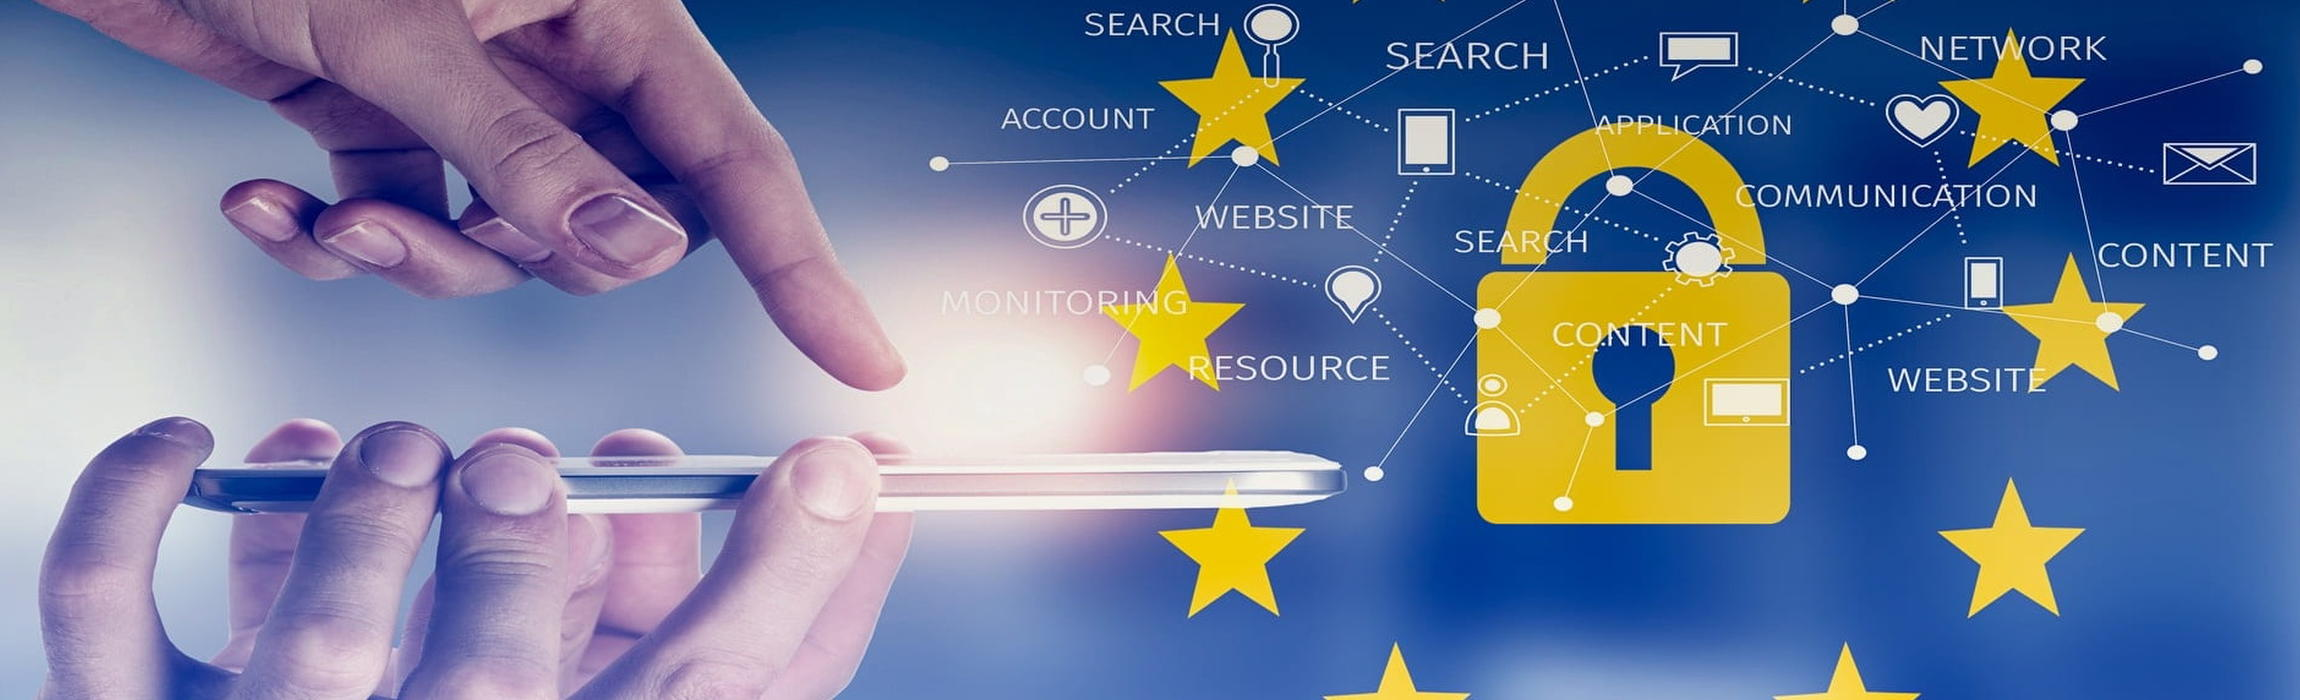 SEARCH
SEARCH
NETWORK
ACCOUNT
APPLICATION
COMMUNICATION
WEBSITE
SEARCH
CONTENT
MONITORING
CONTENT
RESOURCE
WEBSITE